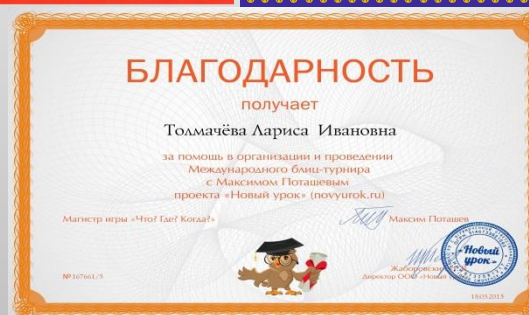 БЛАГОДАРНОСТЬ
получает
Толмачёва Лариса Ивановна
за помощь в организации и проведении
Международного блиц-турнира
с Максимом Поташевым
проекта «Новый урок» (novyurok.ru)
Магистр игры «Что? Где? Когда?»
Максим Поташев
Новый
урок
№167661/5
Директор ООО «Новый
18.05.2015